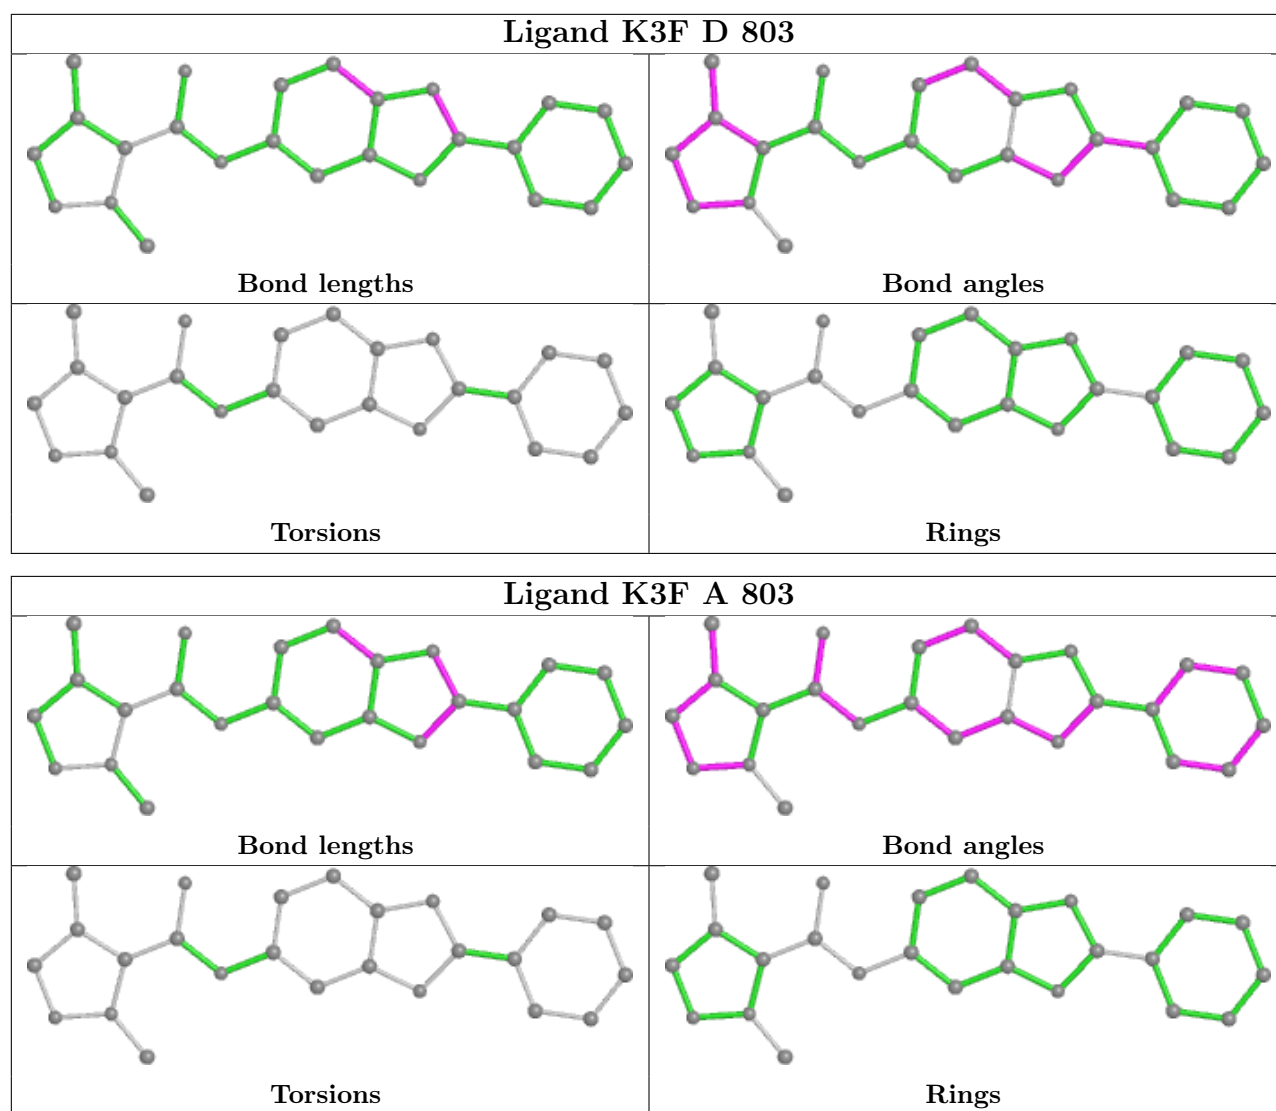 Ligand K3F D 803
Bond lengths
Bond angles
Torsions
Rings
Ligand K3F A 803
Bond lengths
Bond angles
Torsions
Rings